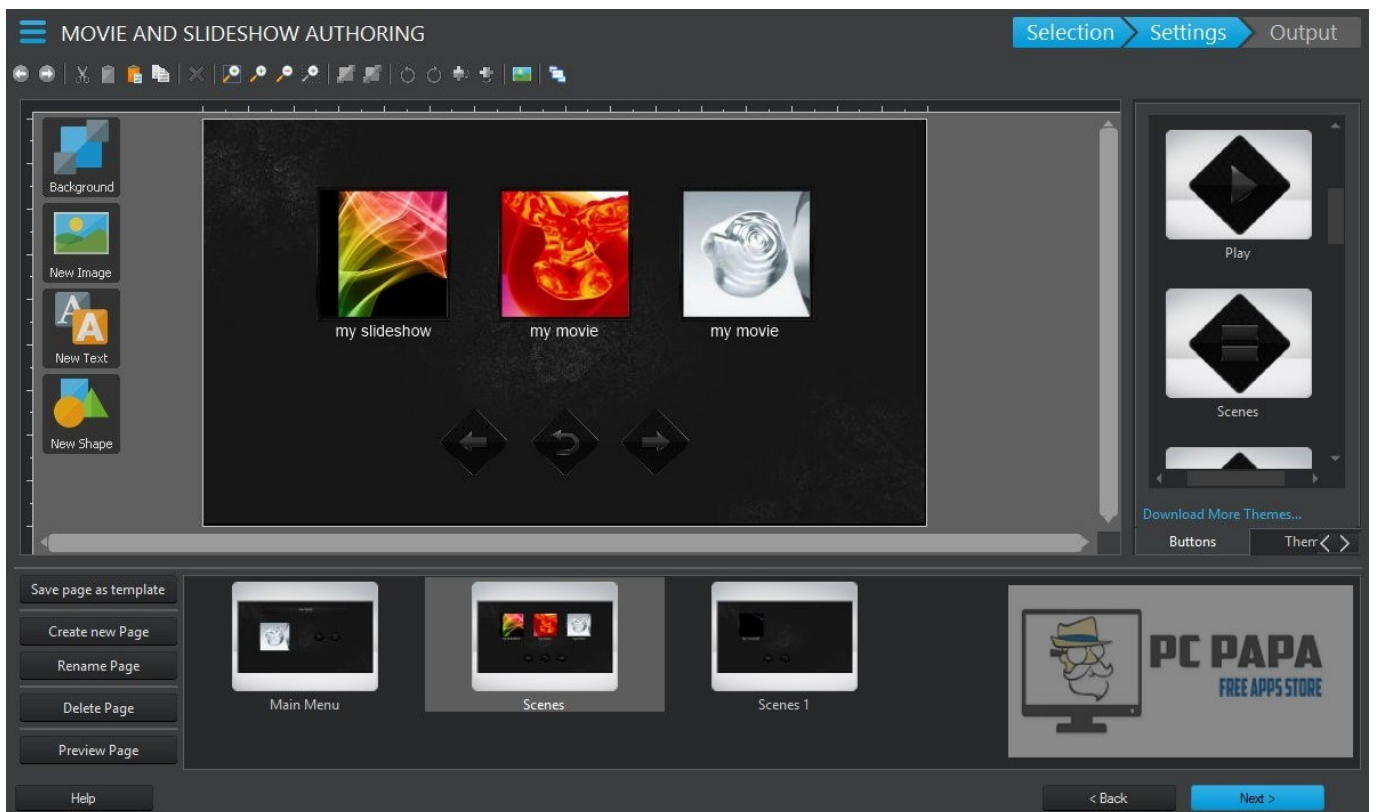 MOVIE AND SLIDESHOW AUTHORING
Selection
Settings
Output
Background
New Image
New Text
New Shape
my slideshow
my movie
my movie
Play
Scenes
Download More Themes...
Buttons
Save page as template
Create new Page
Rename Page
Delete Page
Preview Page
Main Menu
Scenes
Scenes 1
PC PAPA
FREE APPS STORE
Help
< Back
Next >